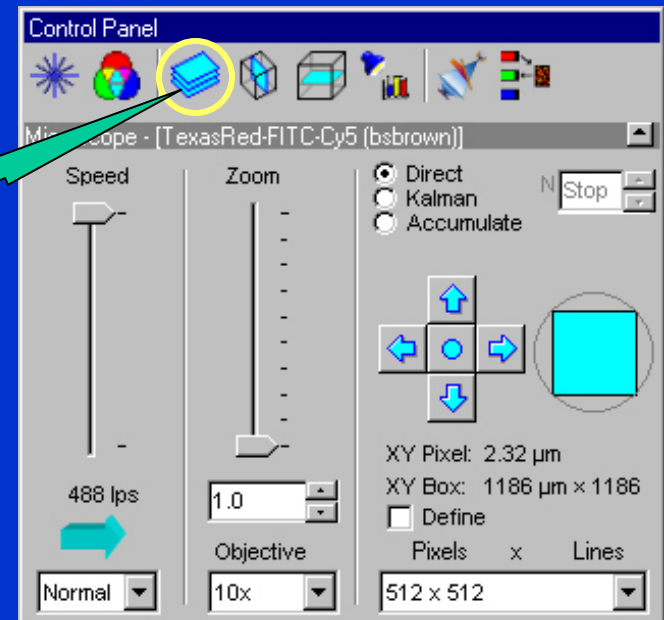 Control Panel
Microscope - [TexasRed-FITC-Cy5 (bsbrown)]
Speed
Zoom
Direct
Kalman
Accumulate
N
Stop
488 lps
1.0
XY Pixel: 2.32 µm
XY Box: 1186 µm × 1186
Define
Objective
Pixels x Lines
Normal
10x
512 x 512